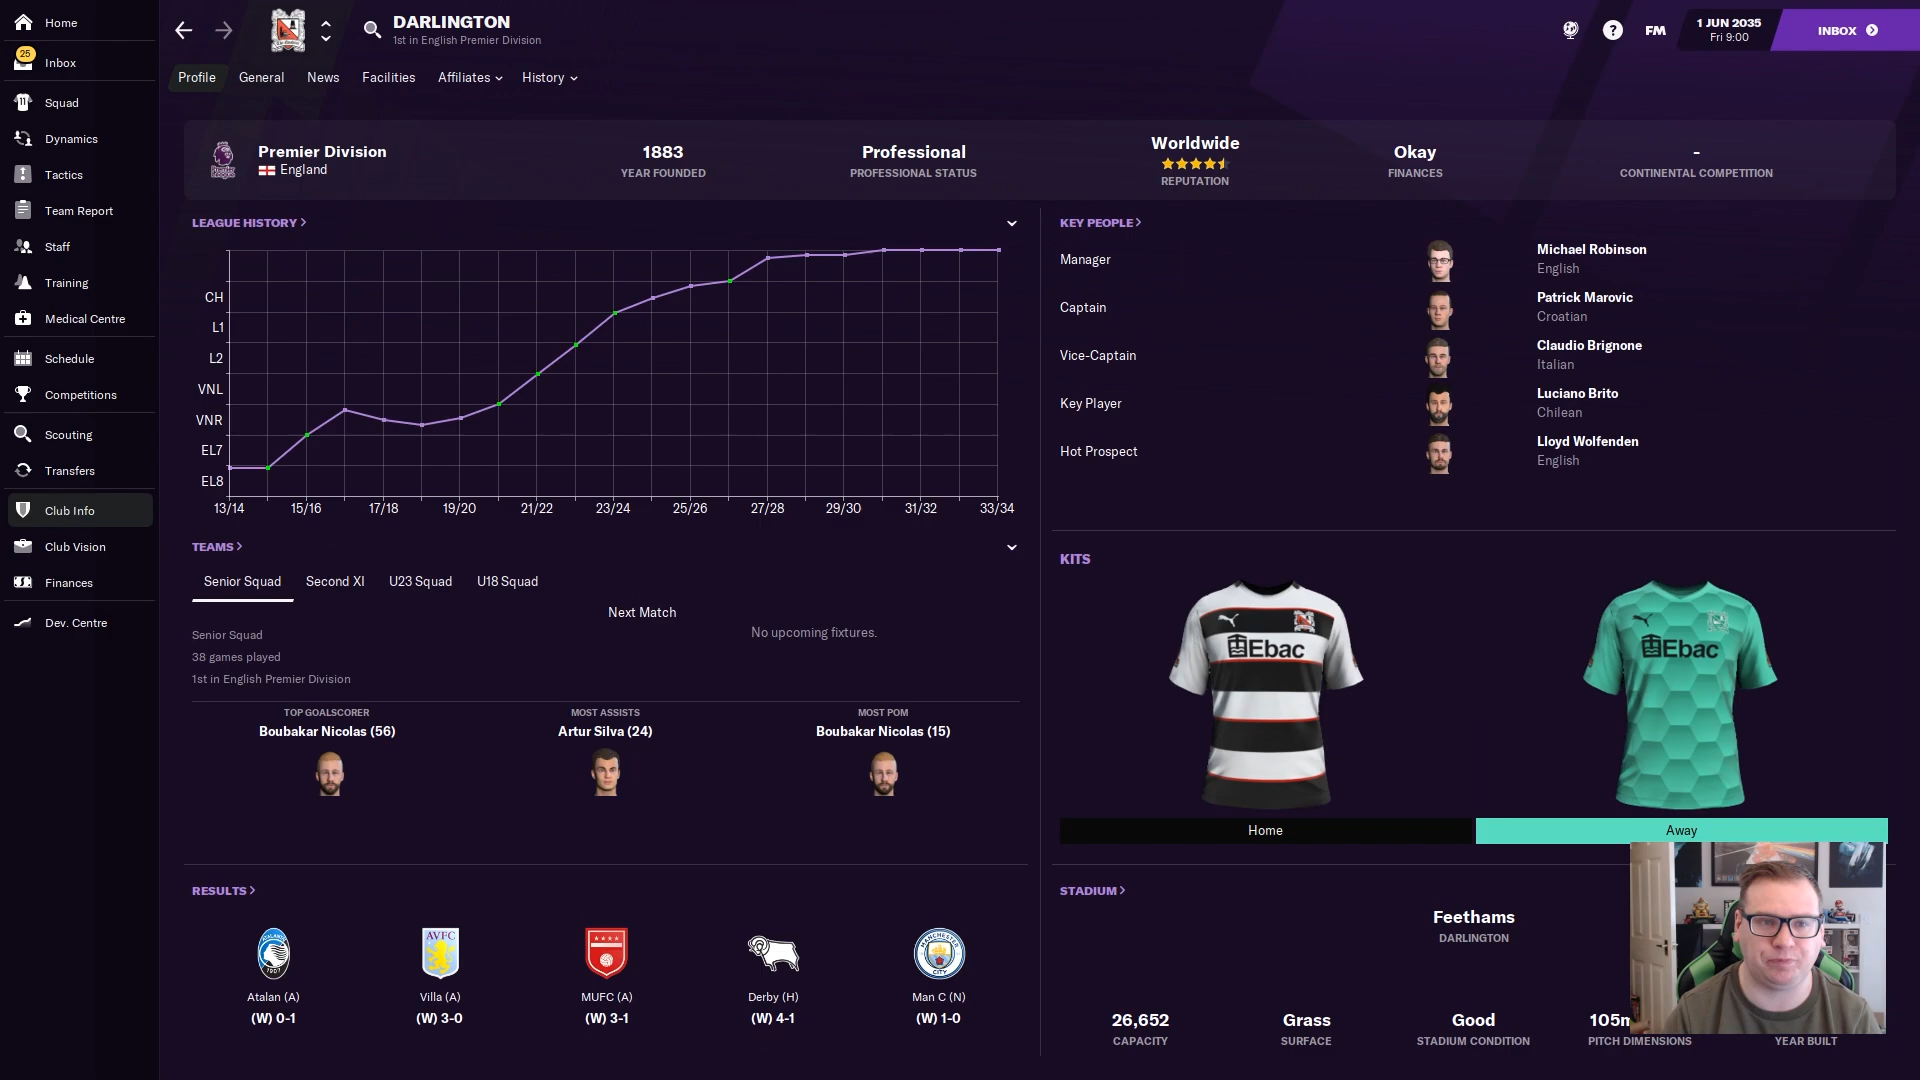 Home
25
Inbox
11
Squad
Dynamics
Tactics
Team Report
Staff
Training
Medical Centre
Schedule
Competitions
Scouting
Transfers
Club Info
Club Vision
Finances
Dev. Centre
DARLINGTON
1st in English Premier Division
? FM
1 JUN 2035
Fri 9:00
INBOX
Profile General News Facilities Affiliates History
Premier Division
England
1883
YEAR FOUNDED
Professional
PROFESSIONAL STATUS
Worldwide
REPUTATION
Okay
FINANCES
-
CONTINENTAL COMPETITION
LEAGUE HISTORY >
CH
L1
L2
VNL
VNR
EL7
EL8
13/14 15/16 17/18 19/20 21/22 23/24 25/26 27/28 29/30 31/32 33/34
TEAMS >
Senior Squad Second XI U23 Squad U18 Squad
Next Match
No upcoming fixtures.
Senior Squad
38 games played
1st in English Premier Division
TOP GOALSCORER
Boubakar Nicolas (56)
MOST ASSISTS
Artur Silva (24)
MOST POM
Boubakar Nicolas (15)
RESULTS >
AVFC
MANCHESTER
CITY
1907
Atalan (A)
(W) 0-1
Villa (A)
(W) 3-0
MUFC (A)
(W) 3-1
Derby (H)
(W) 4-1
Man C (N)
(W) 1-0
KEY PEOPLE >
Manager
Michael Robinson
English
Captain
Patrick Marovic
Croatian
Vice-Captain
Claudio Brignone
Italian
Key Player
Luciano Brito
Chilean
Hot Prospect
Lloyd Wolfenden
English
KITS
Ebac
Ebac
Home
Away
STADIUM >
Feethams
DARLINGTON
26,652
CAPACITY
Grass
SURFACE
Good
STADIUM CONDITION
105m
PITCH DIMENSIONS
YEAR BUILT